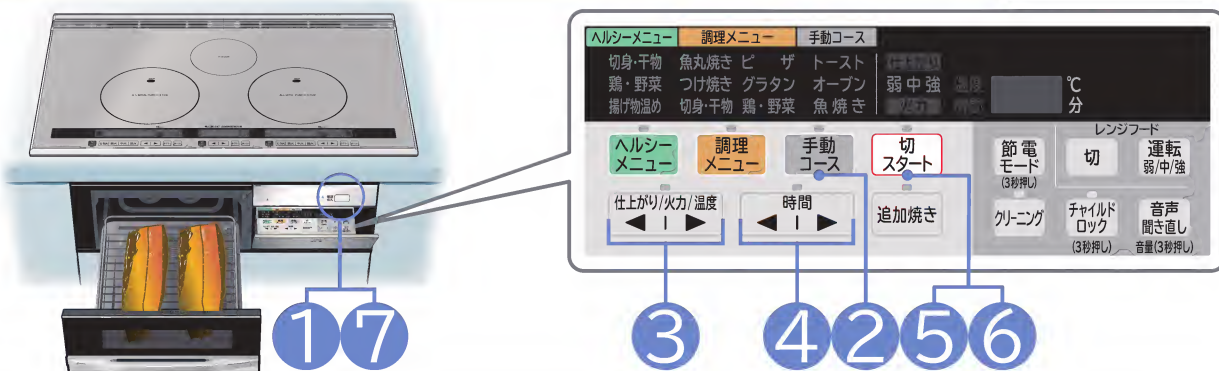 ヘルシーメニュー 調理メニュー 手動コース
切身・干物 魚丸焼き ピザ トースト
鶏・野菜 つけ焼き グラタン オーブン 弱中強 ℃
揚げ物温め 切身・干物 鶏・野菜 魚焼き 分
レンジフード
ヘルシー
メニュー
調理
メニュー
手動
コース
切
スタート
節電
モード
(3秒押し)
切
運転
弱/中/強
仕上がり/火力/温度
◀ | ▶
時間
◀ | ▶
追加焼き
クリーニング
チャイルド
ロック
(3秒押し)
音声
聞き直し
音量(3秒押し)
1 7 3 4 2 5 6